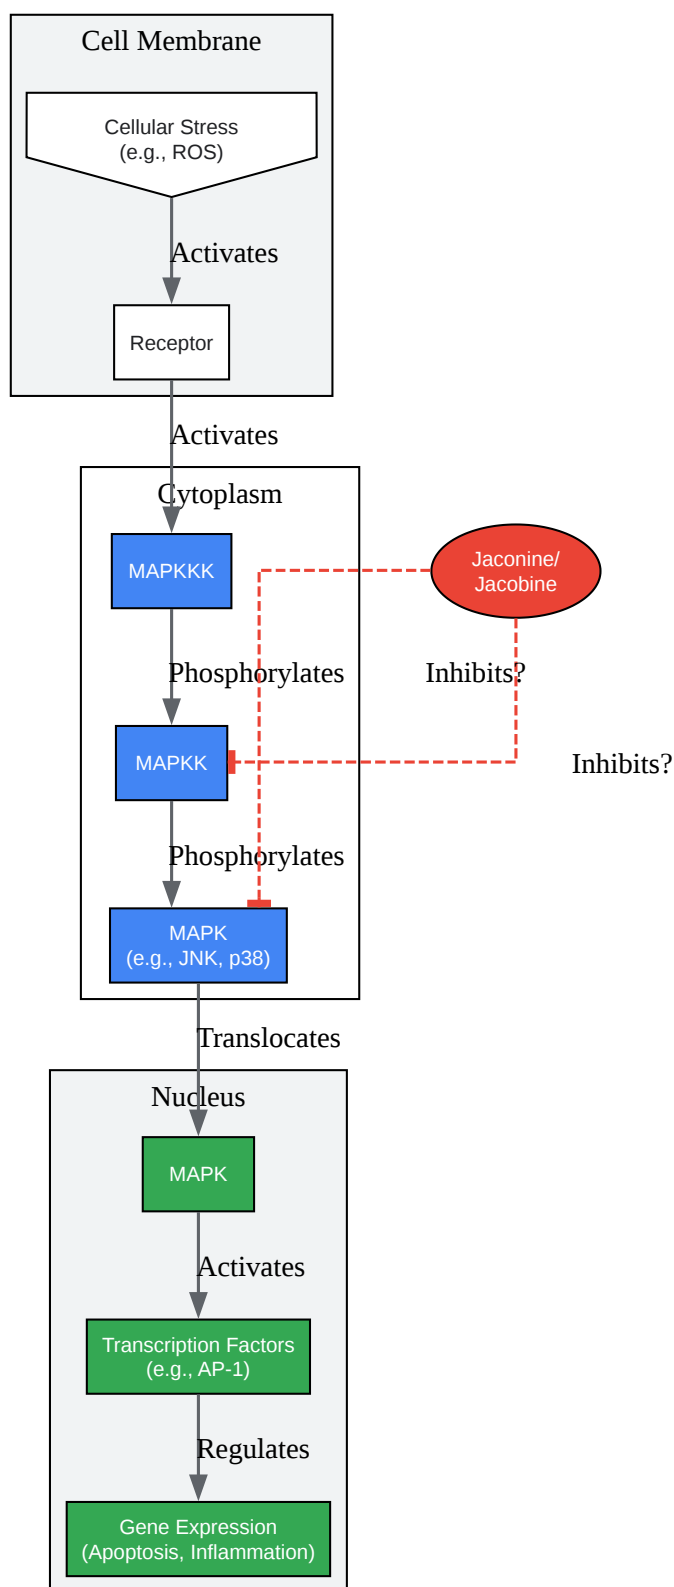 Cell Membrane
Cellular Stress
(e.g., ROS)
Activates
Receptor
Activates
Cytoplasm
MAPKKK
Jaconine/
Jacobine
Phosphorylates
Inhibits?
MAPKK
Inhibits?
Phosphorylates
MAPK
(e.g., JNK, p38)
Translocates
Nucleus
MAPK
Activates
Transcription Factors
(e.g., AP-1)
Regulates
Gene Expression
(Apoptosis, Inflammation)